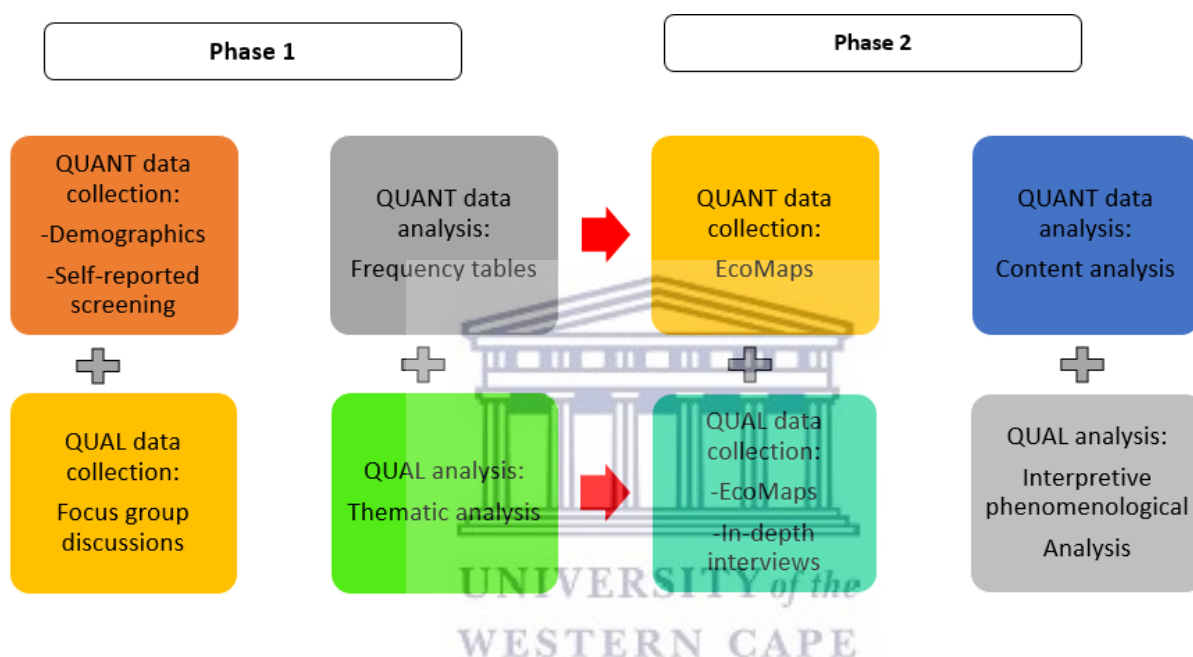 Phase 1
Phase 2
QUANT data
collection:
-Demographics
-Self-reported
screening
QUANT data
analysis:
Frequency tables
QUANT data
collection:
EcoMaps
QUANT data
analysis:
Content analysis
QUAL data
collection:
Focus group
discussions
QUAL analysis:
Thematic analysis
QUAL data
collection:
-EcoMaps
-In-depth
interviews
QUAL analysis:
Interpretive
phenomenological
Analysis
UNIVERSITY of the
WESTERN CAPE